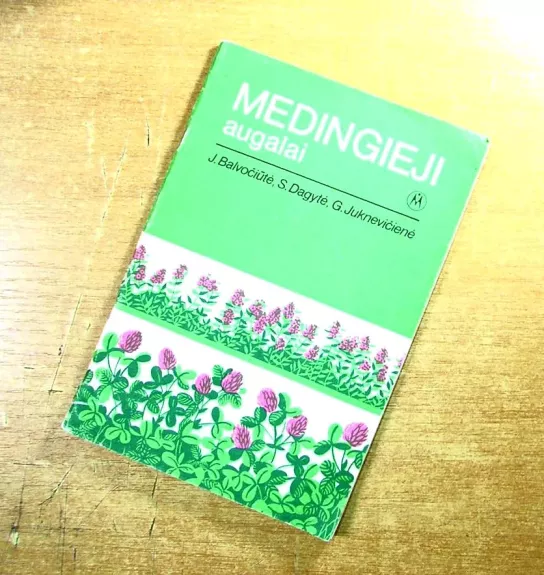 MEDINGIEJI
augalai
J. Balvočiūtė, S. Dagytė, G. Juknevičienė